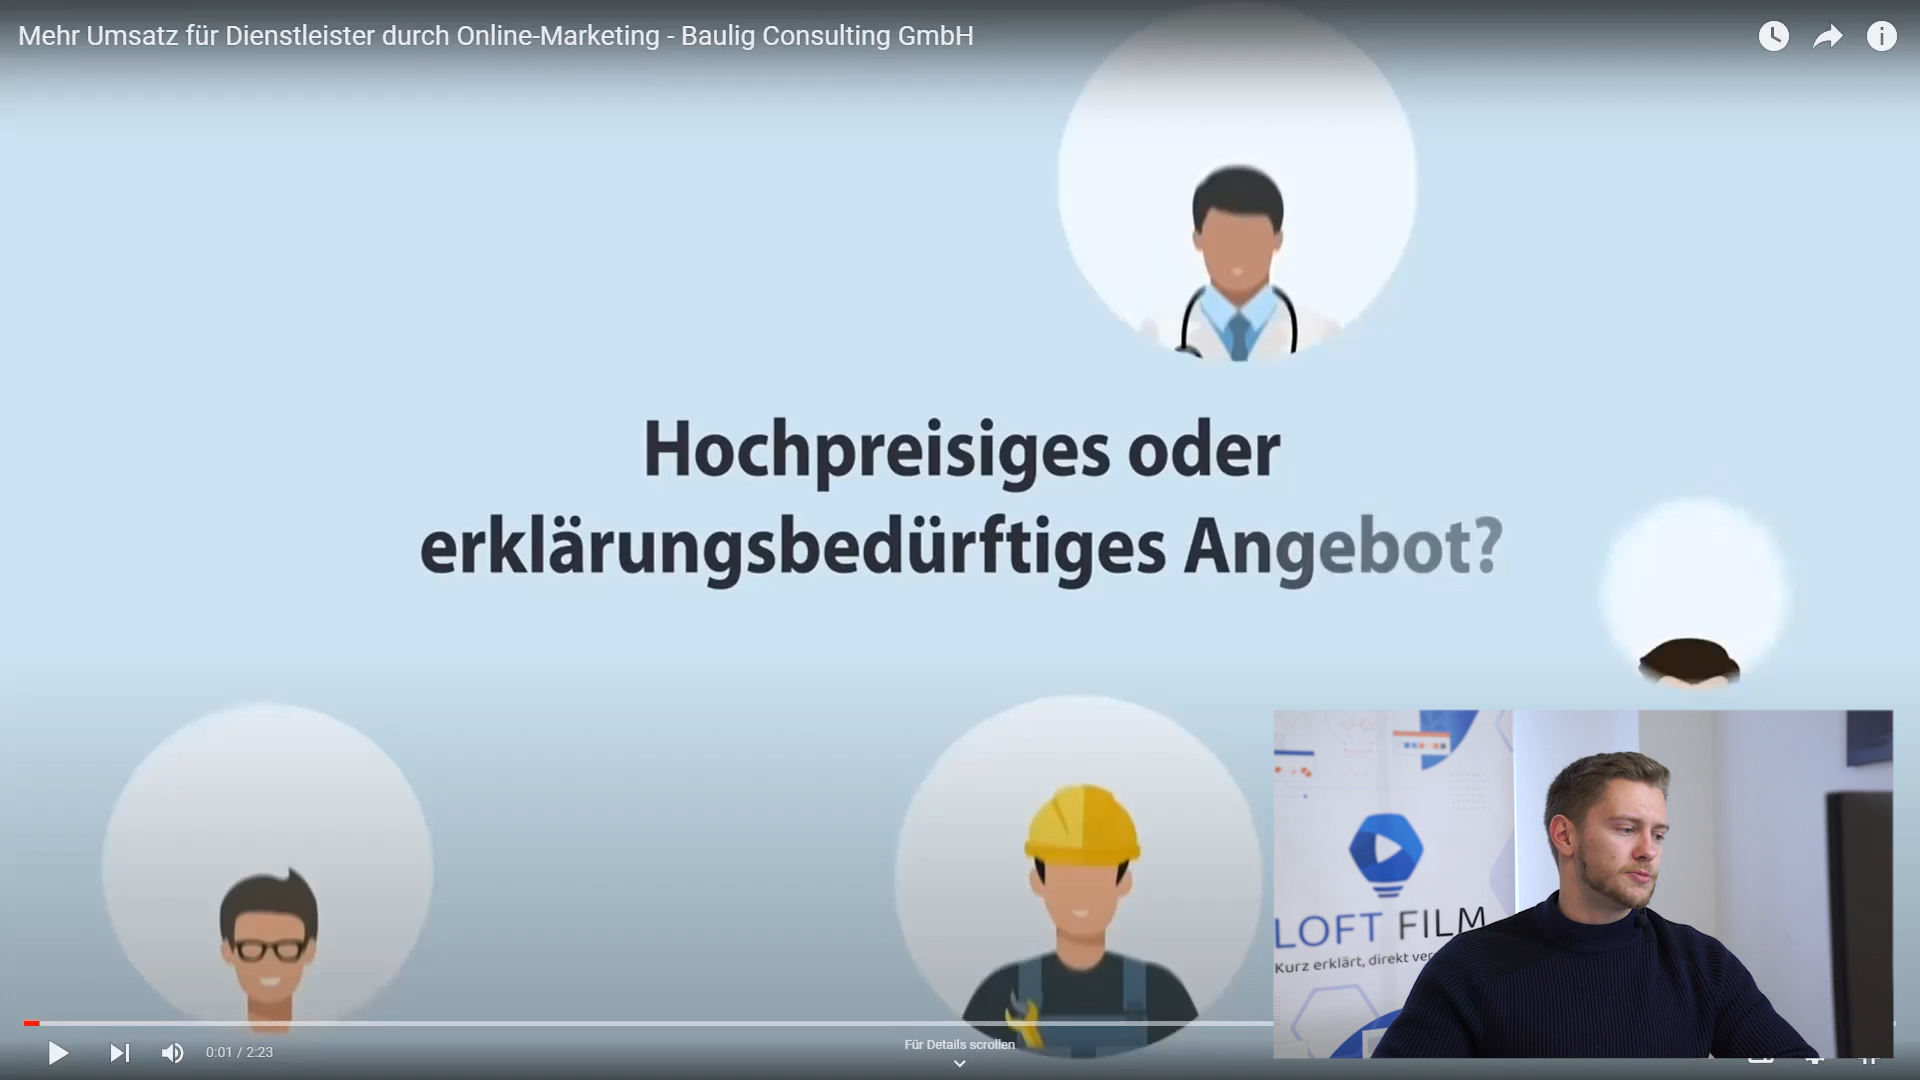 Mehr Umsatz für Dienstleister durch Online-Marketing - Baulig Consulting GmbH
Hochpreisiges oder
erklärungsbedürftiges Angebot?
LOFT FILM
Kurz erklärt, direkt
0:01 / 2:23
Für Details scrollen